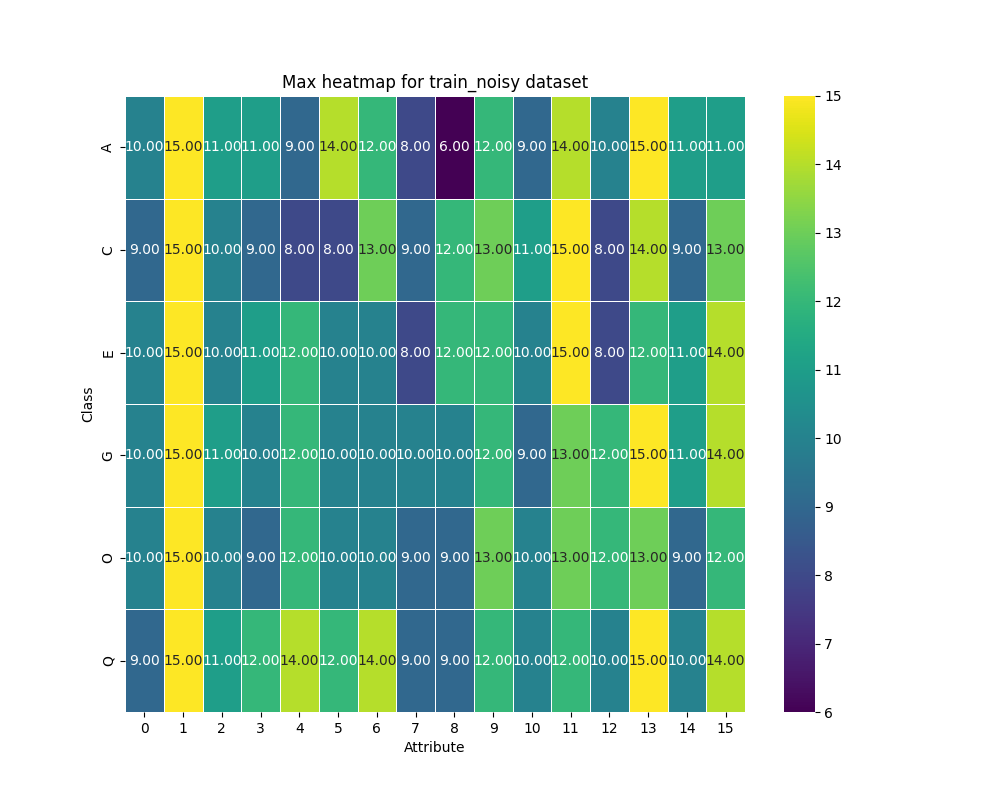 Max heatmap for train_noisy dataset
A 10.00 15.00 11.00 11.00 9.00 14.00 12.00 8.00 6.00 12.00 9.00 14.00 10.00 15.00 11.00 11.00
C 9.00 15.00 10.00 9.00 8.00 8.00 13.00 9.00 12.00 13.00 11.00 15.00 8.00 14.00 9.00 13.00
E 10.00 15.00 10.00 11.00 12.00 10.00 10.00 8.00 12.00 12.00 10.00 15.00 8.00 12.00 11.00 14.00
G 10.00 15.00 11.00 10.00 12.00 10.00 10.00 10.00 10.00 12.00 9.00 13.00 12.00 15.00 11.00 14.00
O 10.00 15.00 10.00 9.00 12.00 10.00 10.00 9.00 9.00 13.00 10.00 13.00 12.00 13.00 9.00 12.00
Q 9.00 15.00 11.00 12.00 14.00 12.00 14.00 9.00 9.00 12.00 10.00 12.00 10.00 15.00 10.00 14.00
0 1 2 3 4 5 6 7 8 9 10 11 12 13 14 15
Attribute
Class
15
14
13
12
11
10
9
8
7
6